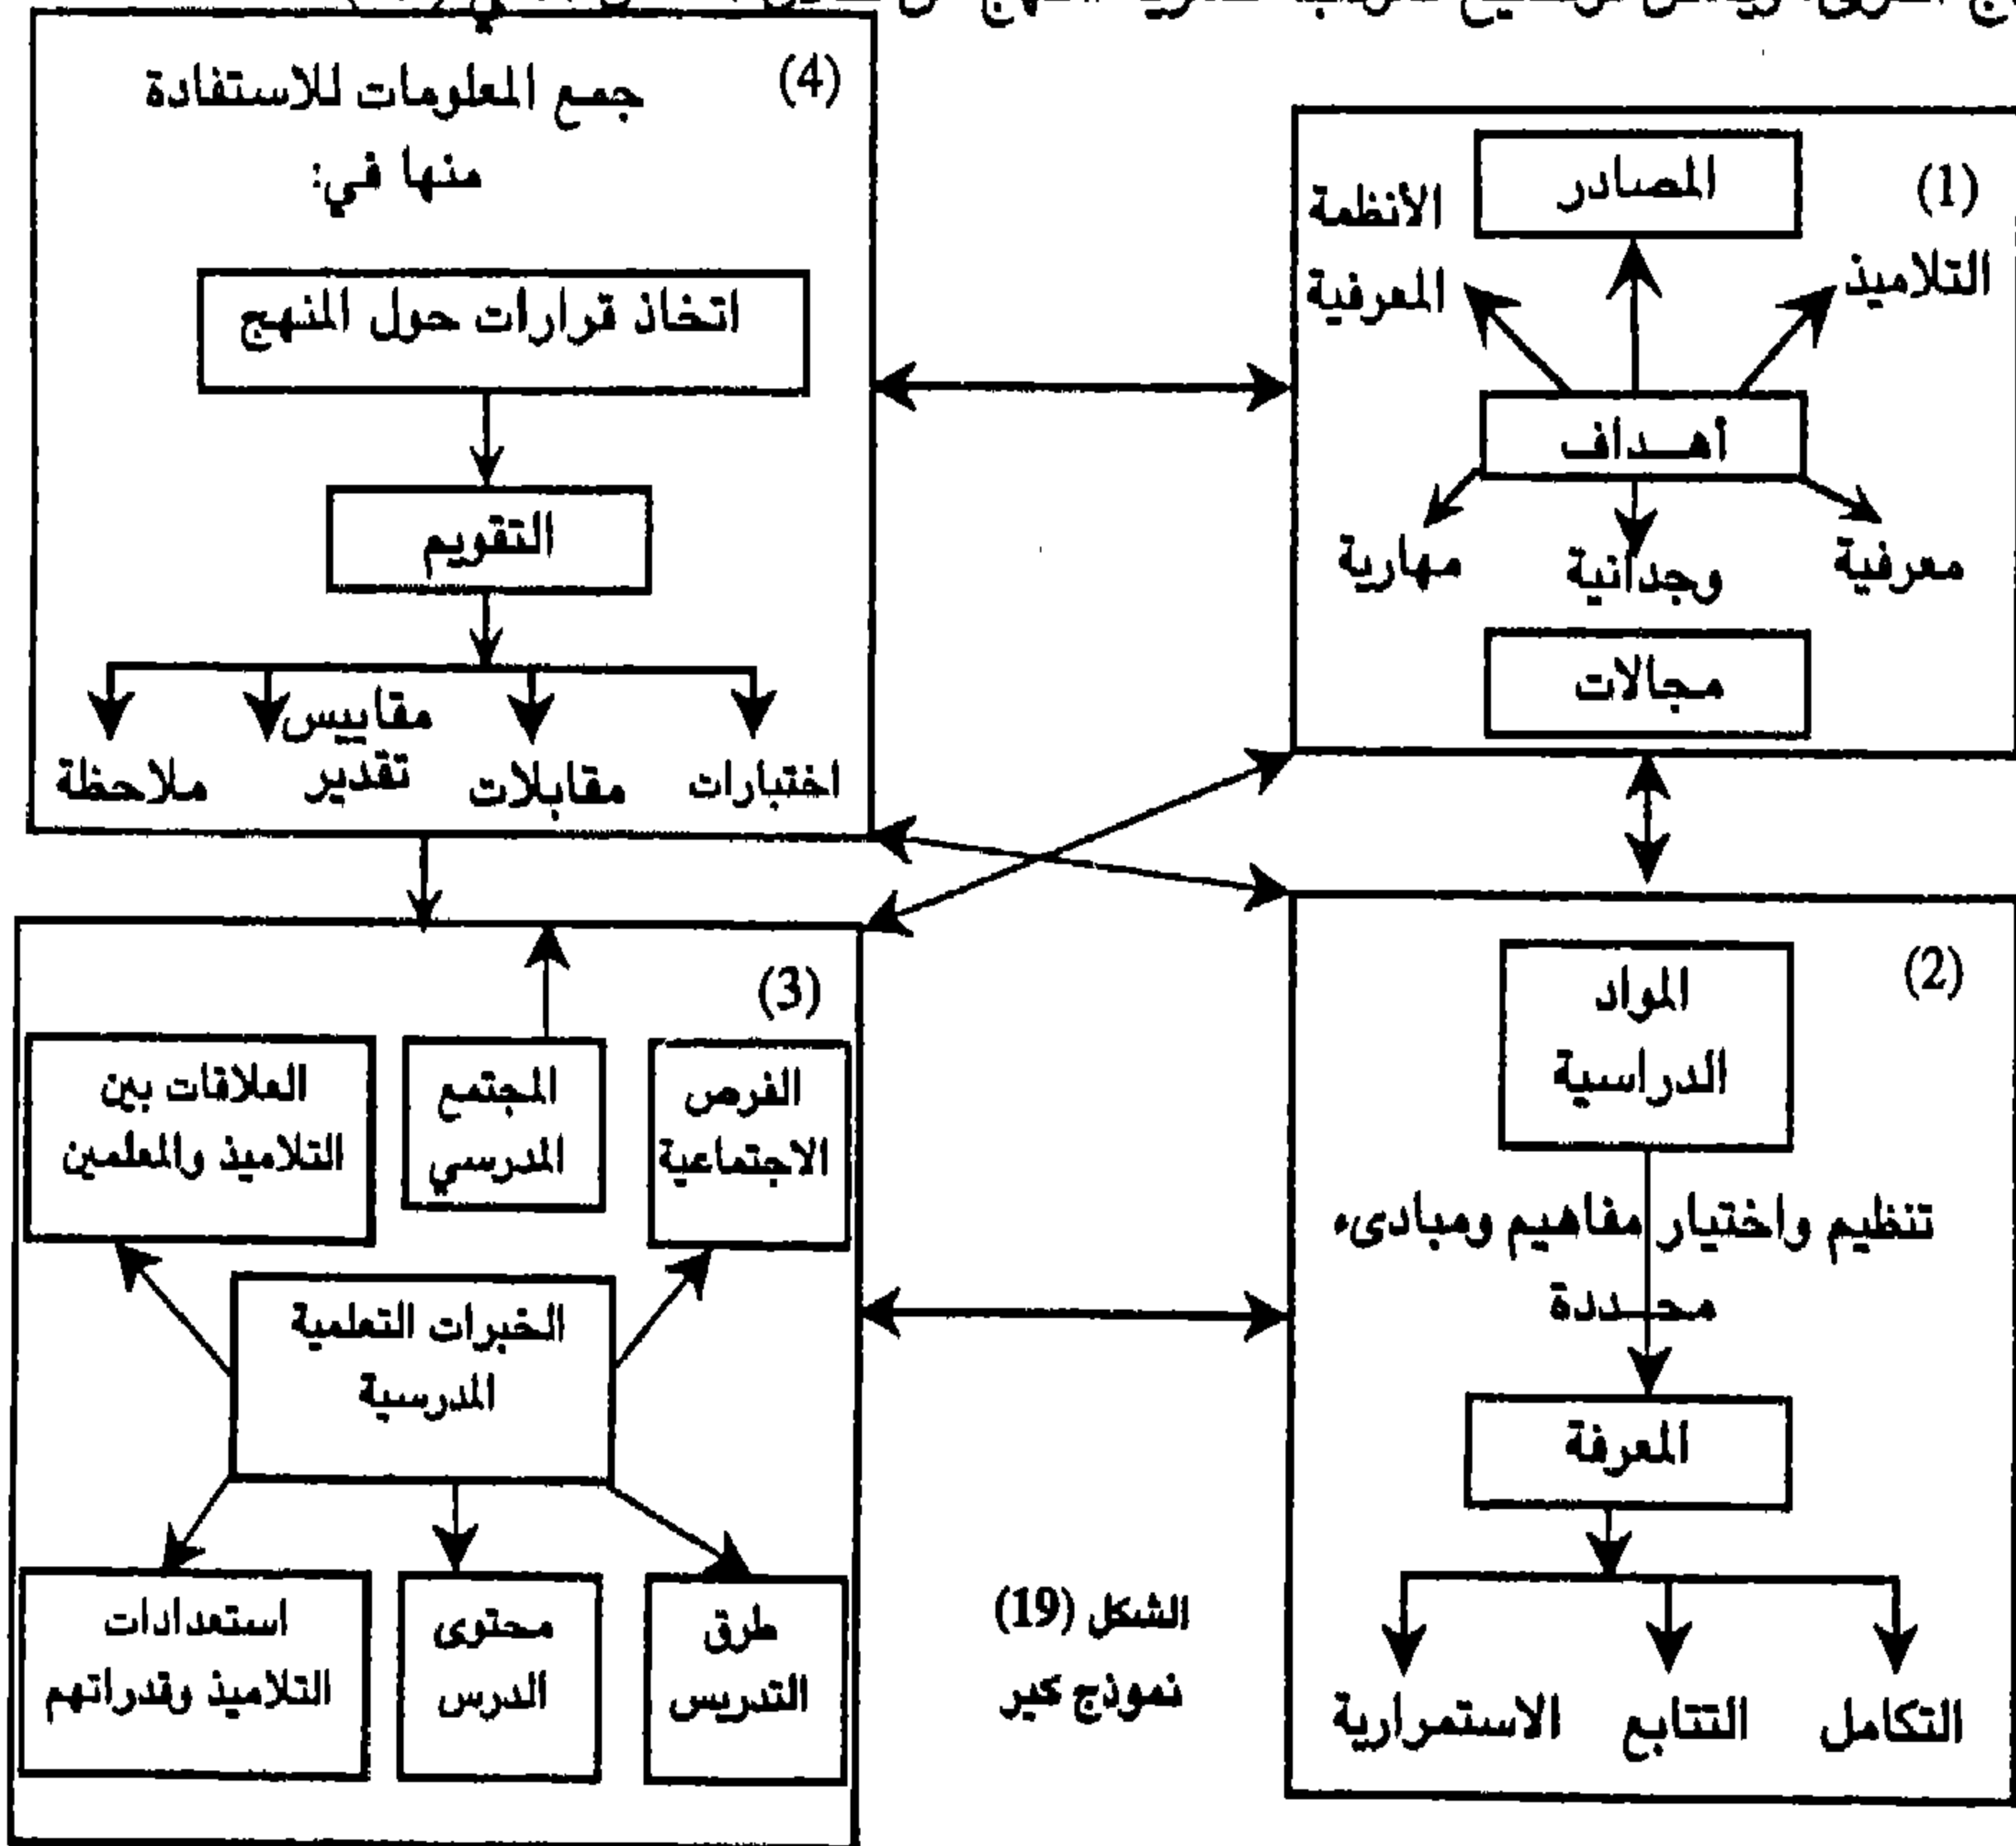 (1)
المصادر
الأنظمة
المعرفية
التلاميذ
أهداف
معرفية
وجدانية
مهارية
مجالات
(2)
المواد
الدراسية
تنظيم واختيار مفاهيم ومبادىء
محددة
المعرفة
التكامل
التتابع
الاستمرارية
(3)
الفرص
الاجتماعية
المجتمع
المدرسي
العلاقات بين
التلاميذ والمعلمين
الخبرات التعلمية
المدرسية
طرق
التدريس
محتوى
الدرس
استعدادات
التلاميذ وقدراتهم
(4)
جمع المعلومات للاستفادة
منها في:
اتخاذ قرارات حول المنهج
التقويم
اختبارات
مقابلات
مقاييس
تقدير
ملاحظة
الشكل (19)
نموذج كير